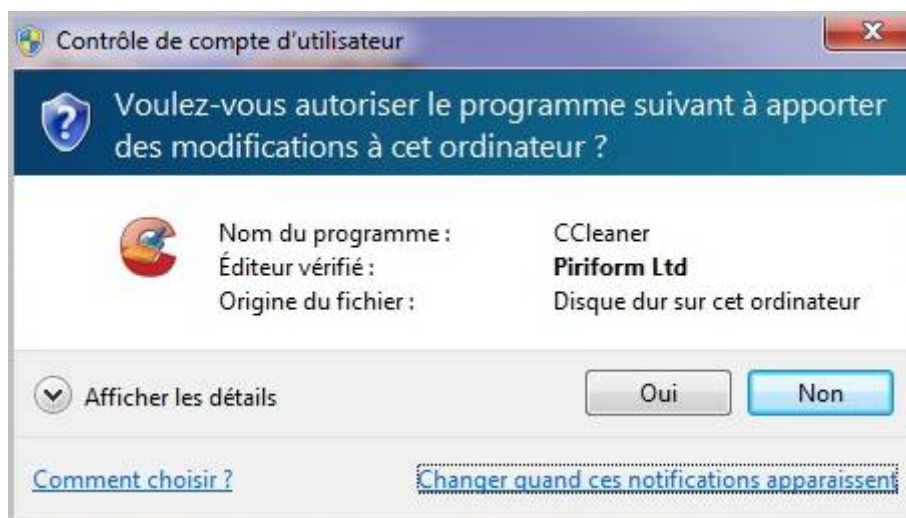 Contrôle de compte d'utilisateur
Voulez-vous autoriser le programme suivant à apporter
des modifications à cet ordinateur ?
Nom du programme : CCleaner
Éditeur vérifié : Piriform Ltd
Origine du fichier : Disque dur sur cet ordinateur
Afficher les détails Oui Non
Comment choisir ? Changer quand ces notifications apparaissent